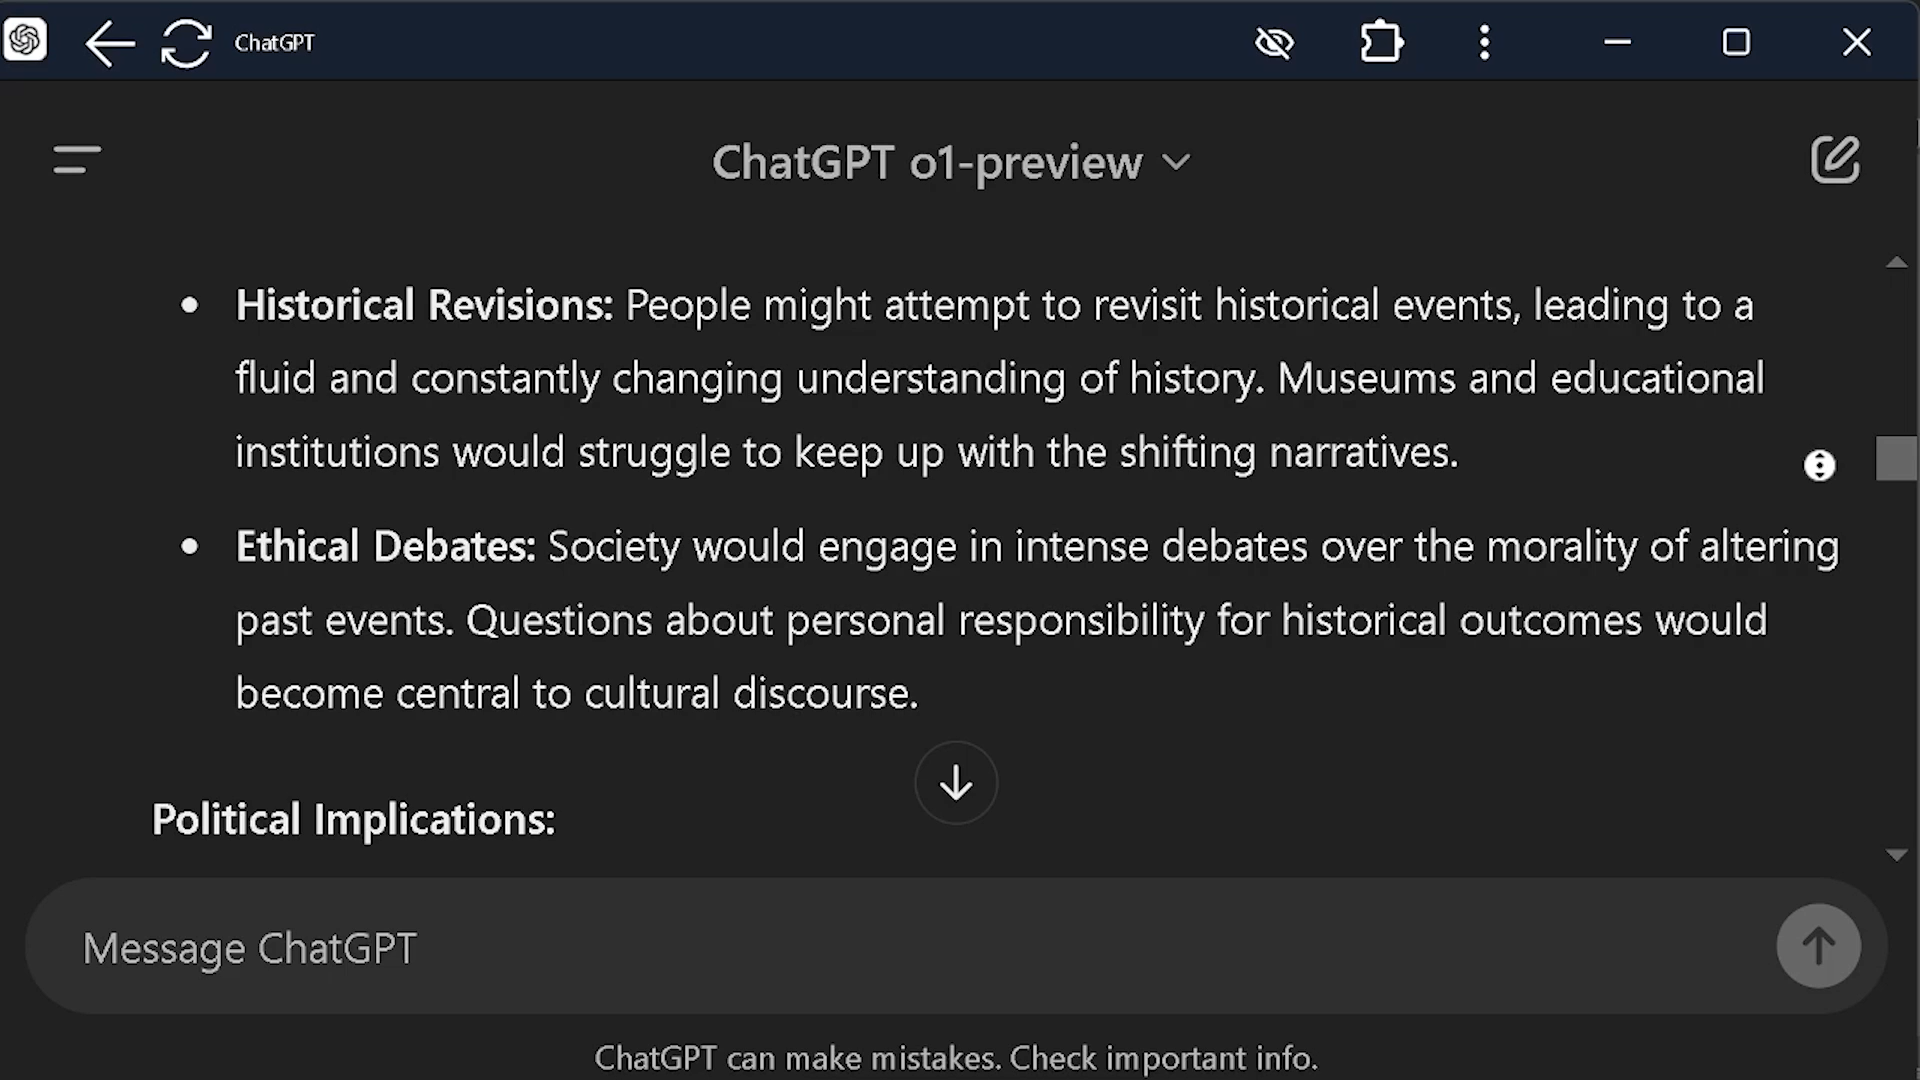 ChatGPT
ChatGPT o1-preview
• Historical Revisions: People might attempt to revisit historical events, leading to a
fluid and constantly changing understanding of history. Museums and educational
institutions would struggle to keep up with the shifting narratives.
• Ethical Debates: Society would engage in intense debates over the morality of altering
past events. Questions about personal responsibility for historical outcomes would
become central to cultural discourse.
Political Implications:
Message ChatGPT
ChatGPT can make mistakes. Check important info.